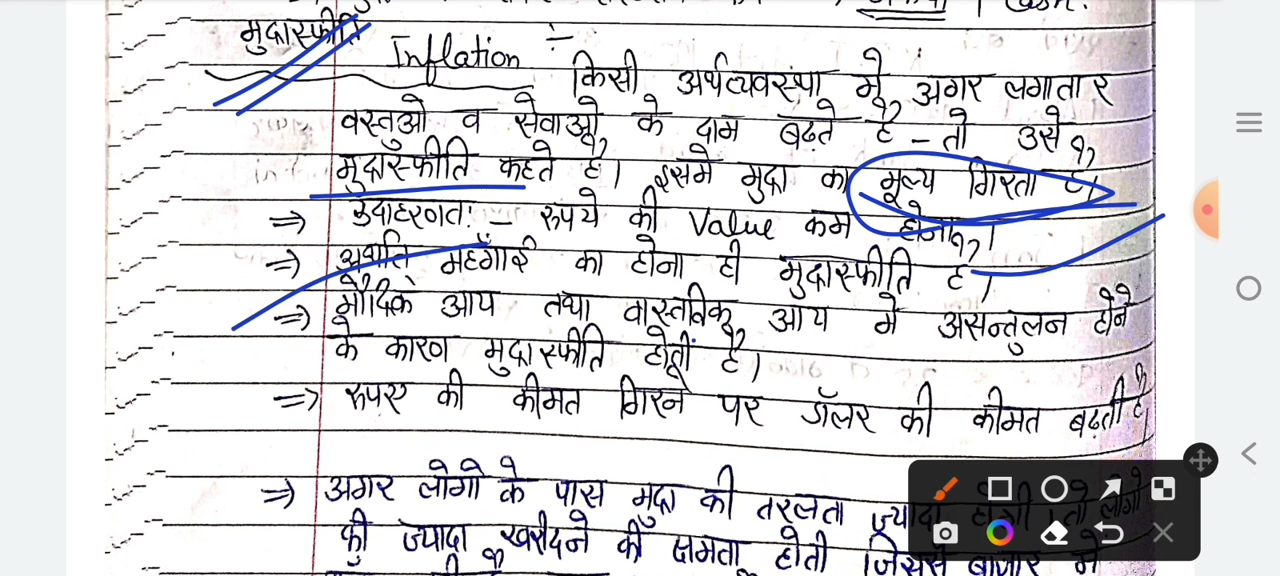 मुद्रास्फीति
Inflation :-
किसी अर्थव्यवस्था में अगर लगातार
वस्तुओ व सेवाओ के दाम बढ़ते है - तो उसे
मुद्रास्फीति कहते है। इसमे मुद्रा का मूल्य गिरता है।
⇒ उदाहरणतः - रुपये की Value कम होना।
⇒ अर्थात महगाँई का होना ही मुद्रास्फीति है।
⇒ मौद्रिक आय तथा वास्तविक आय में असन्तुलन होने
के कारण मुद्रास्फीति होती है।
⇒ रुपए की कीमत गिरने पर डॉलर की कीमत बढ़ती है
⇒ अगर लोगो के पास मुद्रा की तरलता ज्यादा होगी तो लोगो
की ज्यादा खरीदने की क्षमता होती जिससे बाजार में